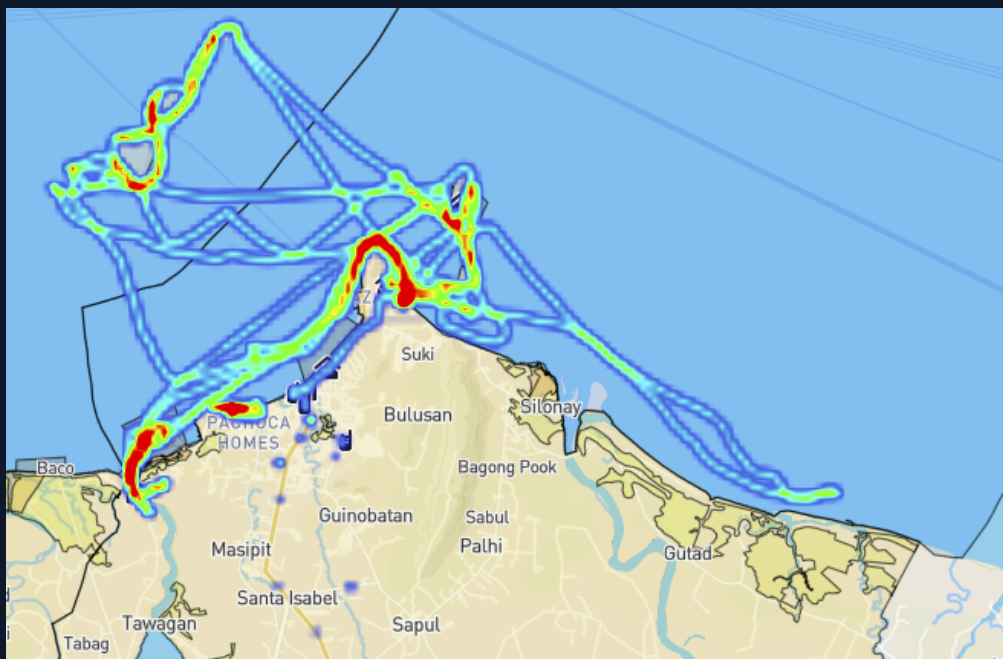 Suki
Bulusan
Silonay
PACHOCA
HOMES
Baco
Bagong Pook
Guinobatan
Sabul
Palhi
Masipit
Gutad
Santa Isabel
Tawagan
Sapul
Tabag